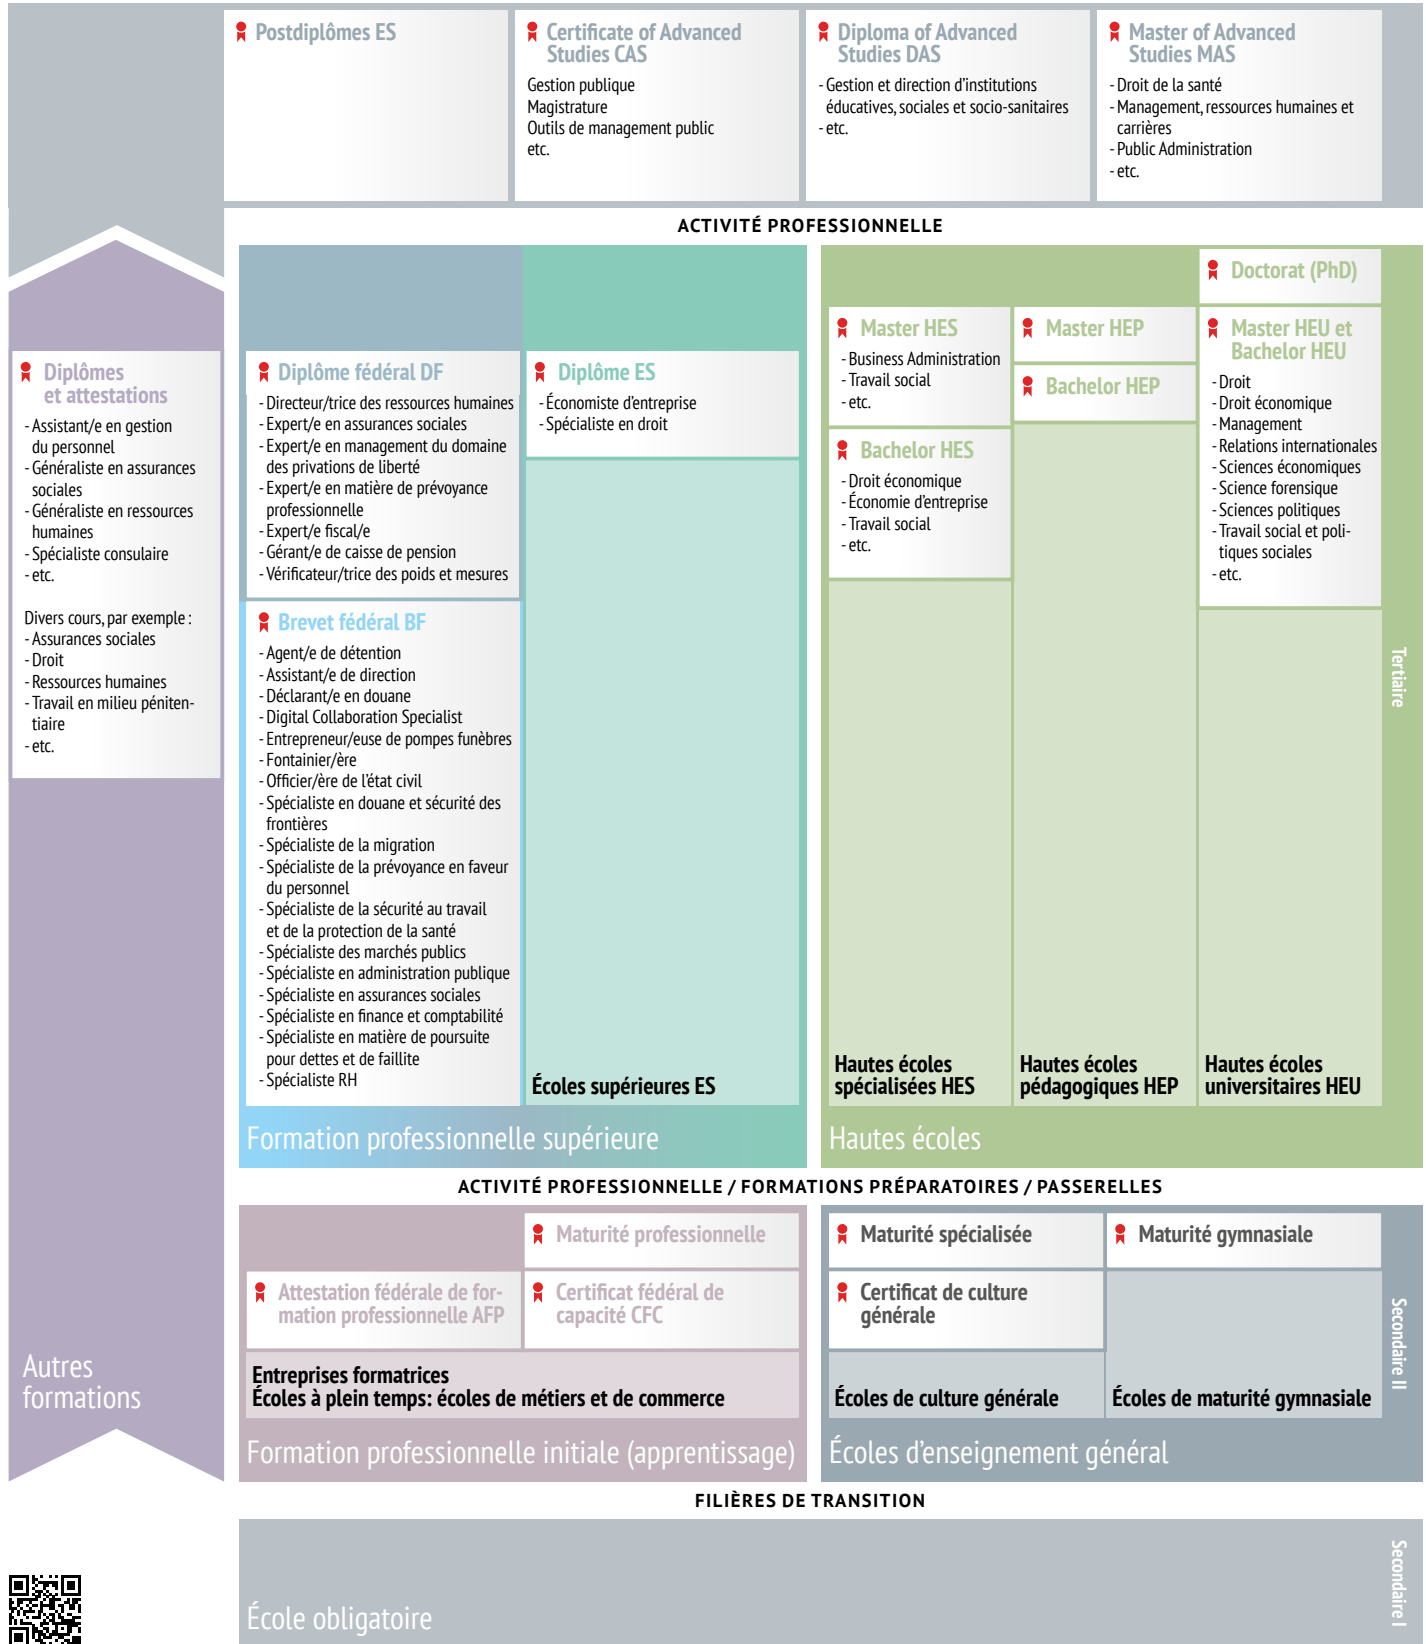 Postdiplômes ES
Certificate of Advanced
Studies CAS
Gestion publique
Magistrature
Outils de management public
etc.
Diploma of Advanced
Studies DAS
- Gestion et direction d’institutions
éducatives, sociales et socio-sanitaires
- etc.
Master of Advanced
Studies MAS
- Droit de la santé
- Management, ressources humaines et
carrières
- Public Administration
- etc.
ACTIVITÉ PROFESSIONNELLE
Diplômes
et attestations
- Assistant/e en gestion
du personnel
- Généraliste en assurances
sociales
- Généraliste en ressources
humaines
- Spécialiste consulaire
- etc.
Divers cours, par exemple :
- Assurances sociales
- Droit
- Ressources humaines
- Travail en milieu péniten-
tiaire
- etc.
Autres
formations
Diplôme fédéral DF
- Directeur/trice des ressources humaines
- Expert/e en assurances sociales
- Expert/e en management du domaine
des privations de liberté
- Expert/e en matière de prévoyance
professionnelle
- Expert/e fiscal/e
- Gérant/e de caisse de pension
- Vérificateur/trice des poids et mesures
Brevet fédéral BF
- Agent/e de détention
- Assistant/e de direction
- Déclarant/e en douane
- Digital Collaboration Specialist
- Entrepreneur/euse de pompes funèbres
- Fontainier/ère
- Officier/ère de l’état civil
- Spécialiste en douane et sécurité des
frontières
- Spécialiste de la migration
- Spécialiste de la prévoyance en faveur
du personnel
- Spécialiste de la sécurité au travail
et de la protection de la santé
- Spécialiste des marchés publics
- Spécialiste en administration publique
- Spécialiste en assurances sociales
- Spécialiste en finance et comptabilité
- Spécialiste en matière de poursuite
pour dettes et de faillite
- Spécialiste RH
Diplôme ES
- Économiste d’entreprise
- Spécialiste en droit
Écoles supérieures ES
Formation professionnelle supérieure
Master HES
- Business Administration
- Travail social
- etc.
Bachelor HES
- Droit économique
- Économie d’entreprise
- Travail social
- etc.
Hautes écoles
spécialisées HES
Master HEP
Bachelor HEP
Hautes écoles
pédagogiques HEP
Doctorat (PhD)
Master HEU et
Bachelor HEU
- Droit
- Droit économique
- Management
- Relations internationales
- Sciences économiques
- Science forensique
- Sciences politiques
- Travail social et poli-
tiques sociales
- etc.
Hautes écoles
universitaires HEU
Hautes écoles
Tertiaire
ACTIVITÉ PROFESSIONNELLE / FORMATIONS PRÉPARATOIRES / PASSERELLES
Maturité professionnelle
Attestation fédérale de for-
mation professionnelle AFP
Certificat fédéral de
capacité CFC
Entreprises formatrices
Écoles à plein temps: écoles de métiers et de commerce
Formation professionnelle initiale (apprentissage)
Maturité spécialisée
Certificat de culture
générale
Écoles de culture générale
Maturité gymnasiale
Écoles de maturité gymnasiale
Écoles d’enseignement général
Secondaire II
FILIÈRES DE TRANSITION
École obligatoire
Secondaire I